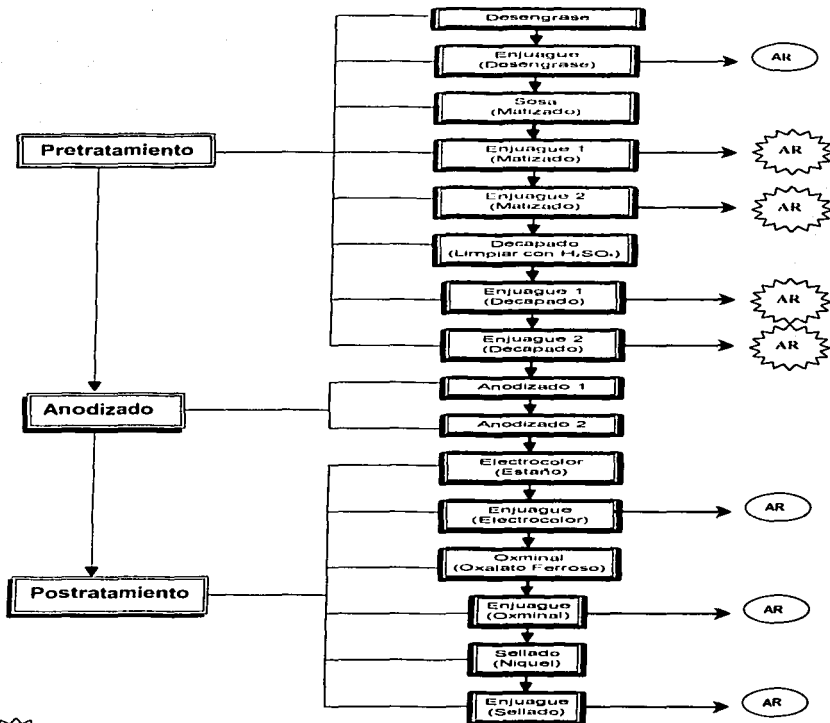 Desengrase
Enjuague
(Desengrase)
AR
Sosa
(Matizado)
Pretratamiento
Enjuague 1
(Matizado)
AR
Enjuague 2
(Matizado)
AR
Decapado
(Limpiar con H₂SO₄)
Enjuague 1
(Decapado)
AR
Enjuague 2
(Decapado)
AR
Anodizado 1
Anodizado
Anodizado 2
Electrocolor
(Estaño)
Enjuague
(Electrocolor)
AR
Oxminal
(Oxalato Ferroso)
Postratamiento
Enjuague
(Oxminal)
AR
Sellado
(Niquel)
Enjuague
(Sellado)
AR